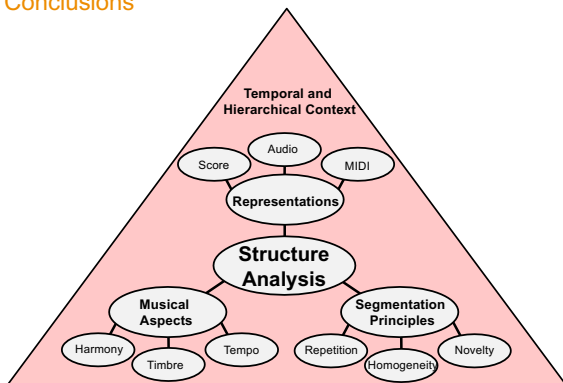 Conclusions
Temporal and
Hierarchical Context
Audio
Score
MIDI
Representations
Structure
Analysis
Musical
Aspects
Segmentation
Principles
Harmony
Timbre
Tempo
Repetition
Homogeneity
Novelty